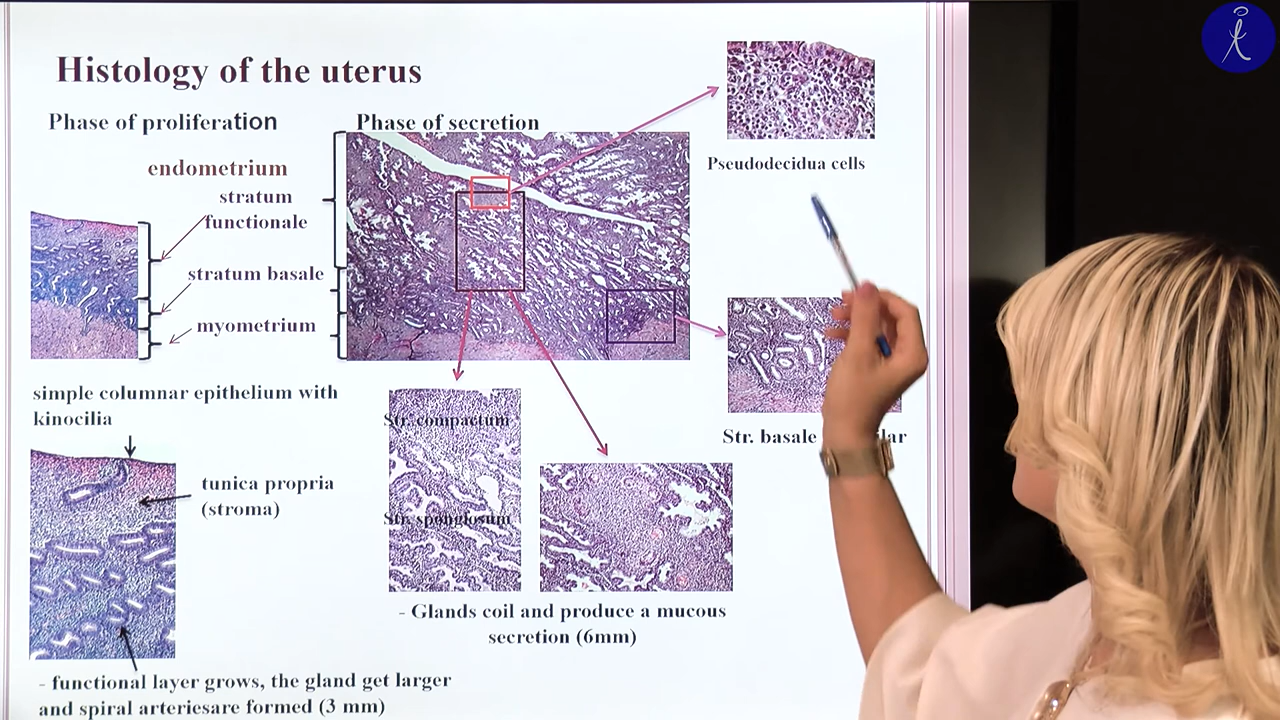 Histology of the uterus
Phase of proliferation
Phase of secretion
endometrium
stratum
functionale
stratum basale
myometrium
Pseudodecidua cells
simple columnar epithelium with
kinocilia
tunica propria
(stroma)
Str. compactum
Str. spongiosum
Str. basale
- Glands coil and produce a mucous
secretion (6mm)
- functional layer grows, the gland get larger
and spiral arteriesare formed (3 mm)